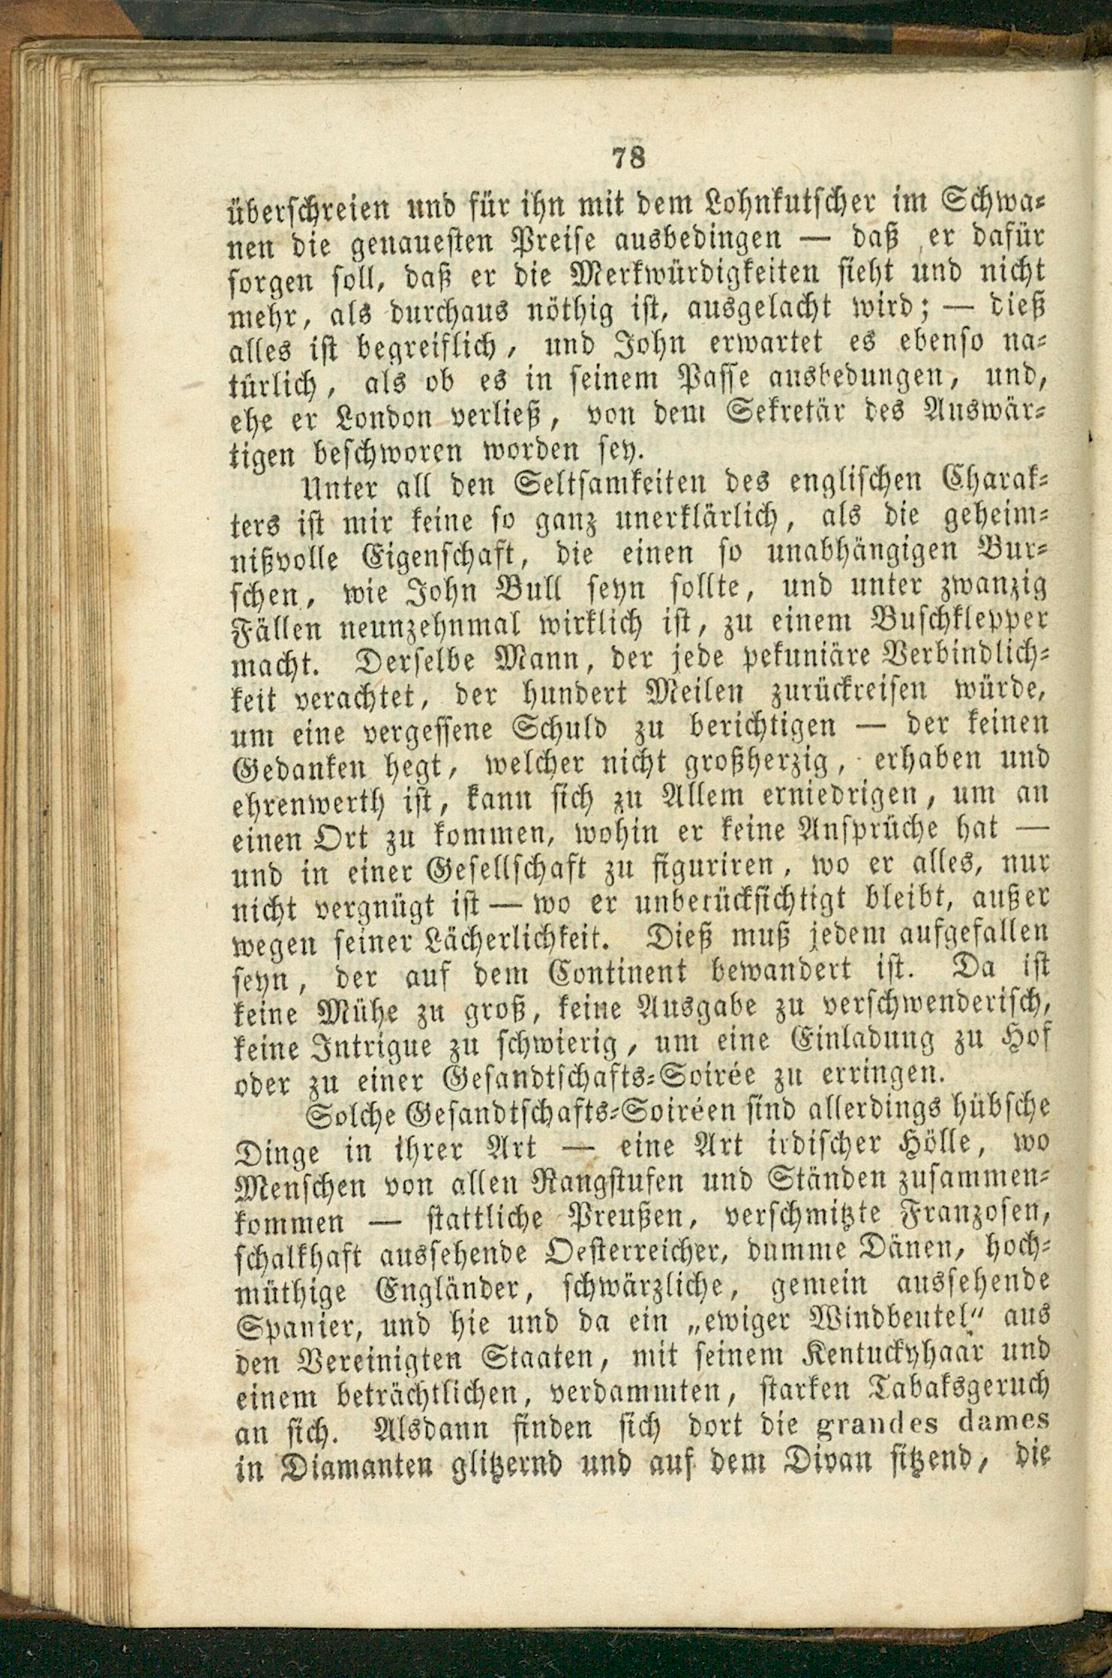 78
überschreien und für ihn mit dem Lohnkutscher im Schwa-
nen die genauesten Preise ausbedingen — daß er dafür
sorgen soll, daß er die Merkwürdigkeiten sieht und nicht
mehr, als durchaus nöthig ist, ausgelacht wird; — dieß
alles ist begreiflich, und John erwartet es ebenso na-
türlich, als ob es in seinem Passe ausbedungen, und,
ehe er London verließ, von dem Sekretär des Auswär-
tigen beschworen worden sey.
Unter all den Seltsamkeiten des englischen Charak-
ters ist mir keine so ganz unerklärlich, als die geheim-
nißvolle Eigenschaft, die einen so unabhängigen Bur-
schen, wie John Bull seyn sollte, und unter zwanzig
Fällen neunzehnmal wirklich ist, zu einem Buschklepper
macht. Derselbe Mann, der jede pekuniäre Verbindlich-
keit verachtet, der hundert Meilen zurückreisen würde,
um eine vergessene Schuld zu berichtigen — der keinen
Gedanken hegt, welcher nicht großherzig, erhaben und
ehrenwerth ist, kann sich zu Allem erniedrigen, um an
einen Ort zu kommen, wohin er keine Ansprüche hat —
und in einer Gesellschaft zu figuriren, wo er alles, nur
nicht vergnügt ist — wo er unberücksichtigt bleibt, außer
wegen seiner Lächerlichkeit. Dieß muß jedem aufgefallen
seyn, der auf dem Continent bewandert ist. Da ist
keine Mühe zu groß, keine Ausgabe zu verschwenderisch,
keine Intrigue zu schwierig, um eine Einladung zu Hof
oder zu einer Gesandtschafts-Soirée zu erringen.
Solche Gesandtschafts-Soiréen sind allerdings hübsche
Dinge in ihrer Art — eine Art irdischer Hölle, wo
Menschen von allen Rangstufen und Ständen zusammen-
kommen — stattliche Preußen, verschmitzte Franzosen,
schalkhaft aussehende Oesterreicher, dumme Dänen, hoch-
müthige Engländer, schwärzliche, gemein aussehende
Spanier, und hie und da ein „ewiger Windbeutel“ aus
den Vereinigten Staaten, mit seinem Kentuckyhaar und
einem beträchtlichen, verdammten, starken Tabaksgeruch
an sich. Alsdann finden sich dort die grandes dames
in Diamanten glitzernd und auf dem Divan sitzend, die